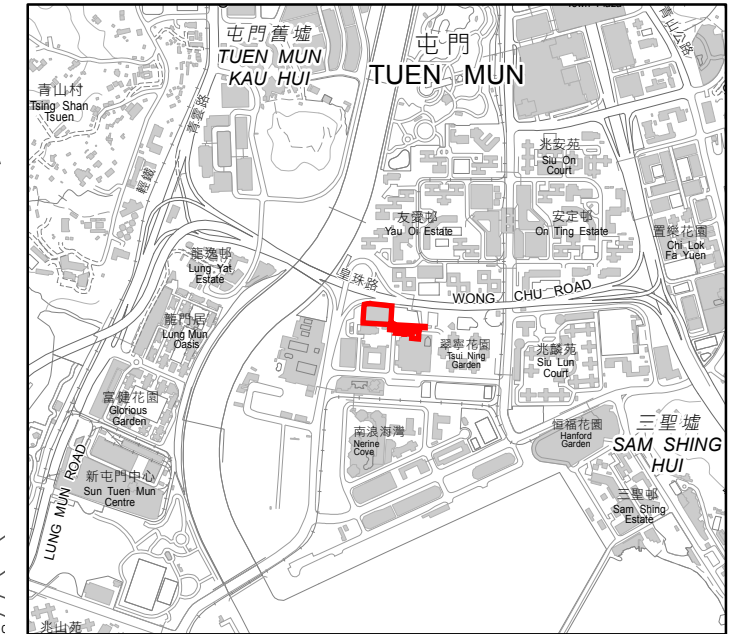 屯門舊墟
TUEN MUN
KAU HUI
屯門
TUEN MUN
青山公路
青山村
Tsing Shan
Tsuen
青雲路
輕鐵
兆安苑
Siu On
Court
友愛邨
Yau Oi Estate
安定邨
On Ting Estate
置樂花園
Chi Lok
Fa Yuen
龍逸邨
Lung Yat
Estate
皇珠路
WONG CHU ROAD
龍門居
Lung Mun
Oasis
翠寧花園
Tsui Ning
Garden
兆麟苑
Siu Lun
Court
富健花園
Glorious
Garden
南浪海灣
Nerine
Cove
恒福花園
Hanford
Garden
三聖墟
SAM SHING
HUI
LUNG MUN ROAD
新屯門中心
Sun Tuen Mun
Centre
三聖邨
Sam Shing
Estate
兆山苑